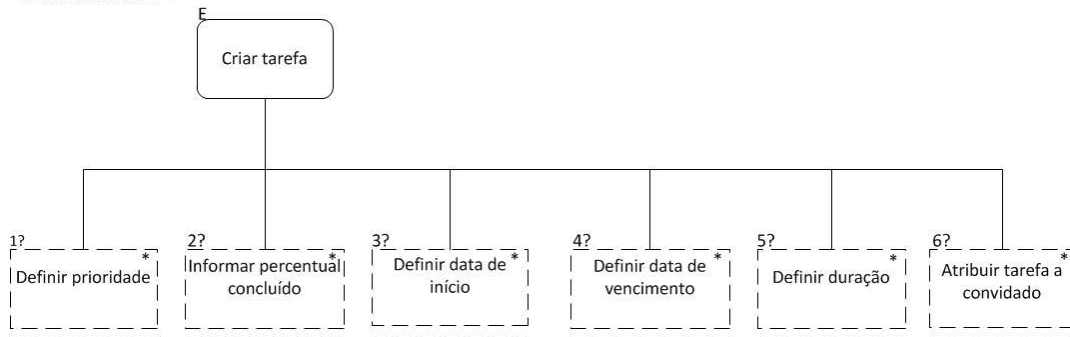 E
Criar tarefa
1?
*
Definir prioridade
2?
*
Informar percentual
concluído
3?
*
Definir data de
início
4?
*
Definir data de
vencimento
5?
*
Definir duração
6?
*
Atribuir tarefa a
convidado